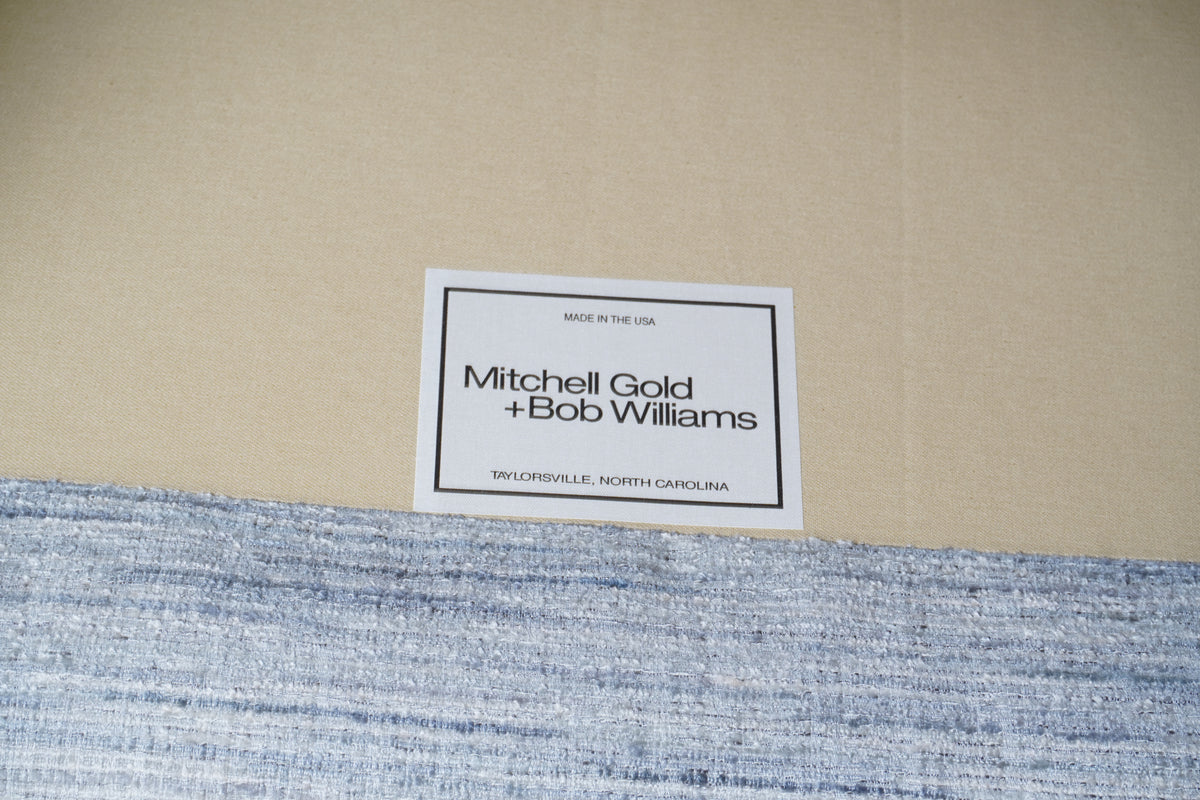 MADE IN THE USA
Mitchell Gold
+Bob Williams
TAYLORSVILLE, NORTH CAROLINA